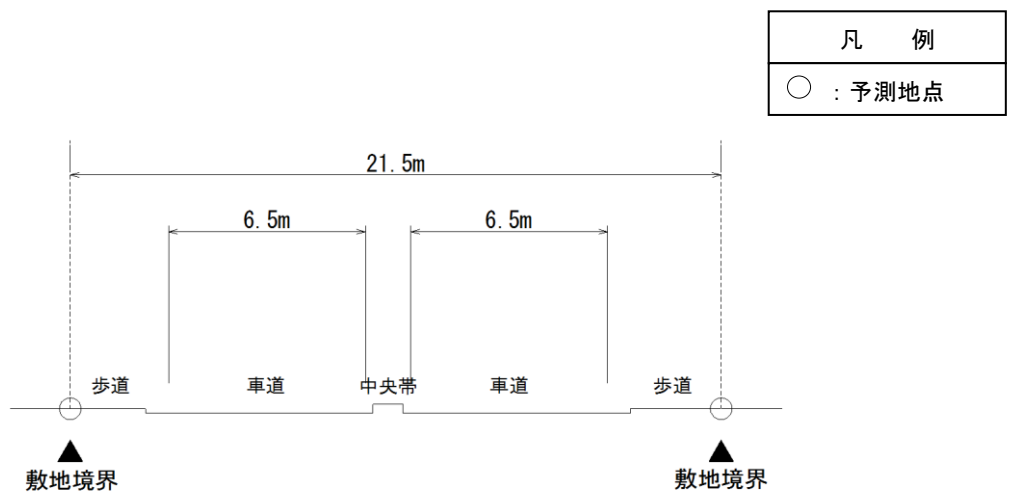 凡　例
○ ：予測地点
21.5m
6.5m
6.5m
歩道
車道
中央帯
車道
歩道
敷地境界
敷地境界